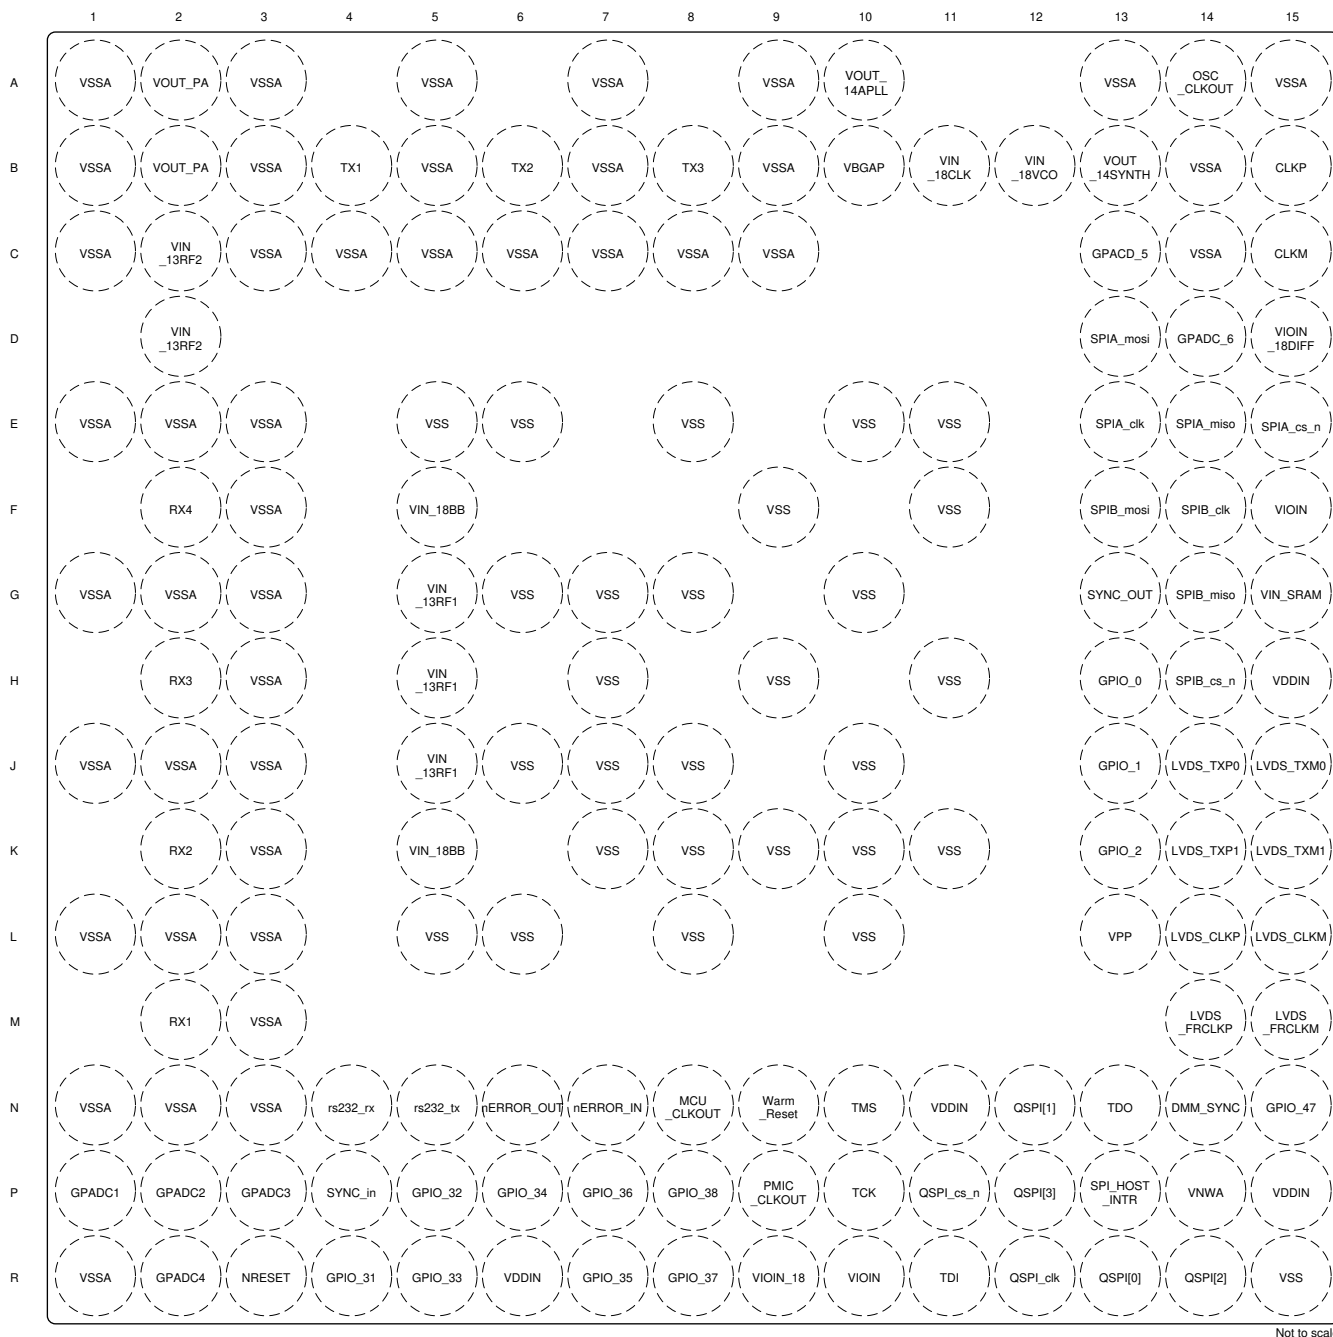 1 2 3 4 5 6 7 8 9 10 11 12 13 14 15
A VSSA VOUT_PA VSSA VSSA VSSA VSSA VOUT_ 14APLL VSSA OSC _CLKOUT VSSA
B VSSA VOUT_PA VSSA TX1 VSSA TX2 VSSA TX3 VSSA VBGAP VIN _18CLK VIN _18VCO VOUT _14SYNTH VSSA CLKP
C VSSA VIN _13RF2 VSSA VSSA VSSA VSSA VSSA VSSA VSSA GPACD_5 VSSA CLKM
D VIN _13RF2 SPIA_mosi GPADC_6 VIOIN _18DIFF
E VSSA VSSA VSSA VSS VSS VSS VSS VSS SPIA_clk SPIA_miso SPIA_cs_n
F RX4 VSSA VIN_18BB VSS VSS SPIB_mosi SPIB_clk VIOIN
G VSSA VSSA VSSA VIN _13RF1 VSS VSS VSS VSS SYNC_OUT SPIB_miso VIN_SRAM
H RX3 VSSA VIN _13RF1 VSS VSS VSS GPIO_0 SPIB_cs_n VDDIN
J VSSA VSSA VSSA VIN _13RF1 VSS VSS VSS VSS GPIO_1 LVDS_TXP0 LVDS_TXM0
K RX2 VSSA VIN_18BB VSS VSS VSS VSS VSS GPIO_2 LVDS_TXP1 LVDS_TXM1
L VSSA VSSA VSSA VSS VSS VSS VSS VPP LVDS_CLKP LVDS_CLKM
M RX1 VSSA LVDS _FRCLKP LVDS _FRCLKM
N VSSA VSSA VSSA rs232_rx rs232_tx nERROR_OUT nERROR_IN MCU _CLKOUT Warm _Reset TMS VDDIN QSPI[1] TDO DMM_SYNC GPIO_47
P GPADC1 GPADC2 GPADC3 SYNC_in GPIO_32 GPIO_34 GPIO_36 GPIO_38 PMIC _CLKOUT TCK QSPI_cs_n QSPI[3] SPI_HOST _INTR VNWA VDDIN
R VSSA GPADC4 NRESET GPIO_31 GPIO_33 VDDIN GPIO_35 GPIO_37 VIOIN_18 VIOIN TDI QSPI_clk QSPI[0] QSPI[2] VSS
Not to scal